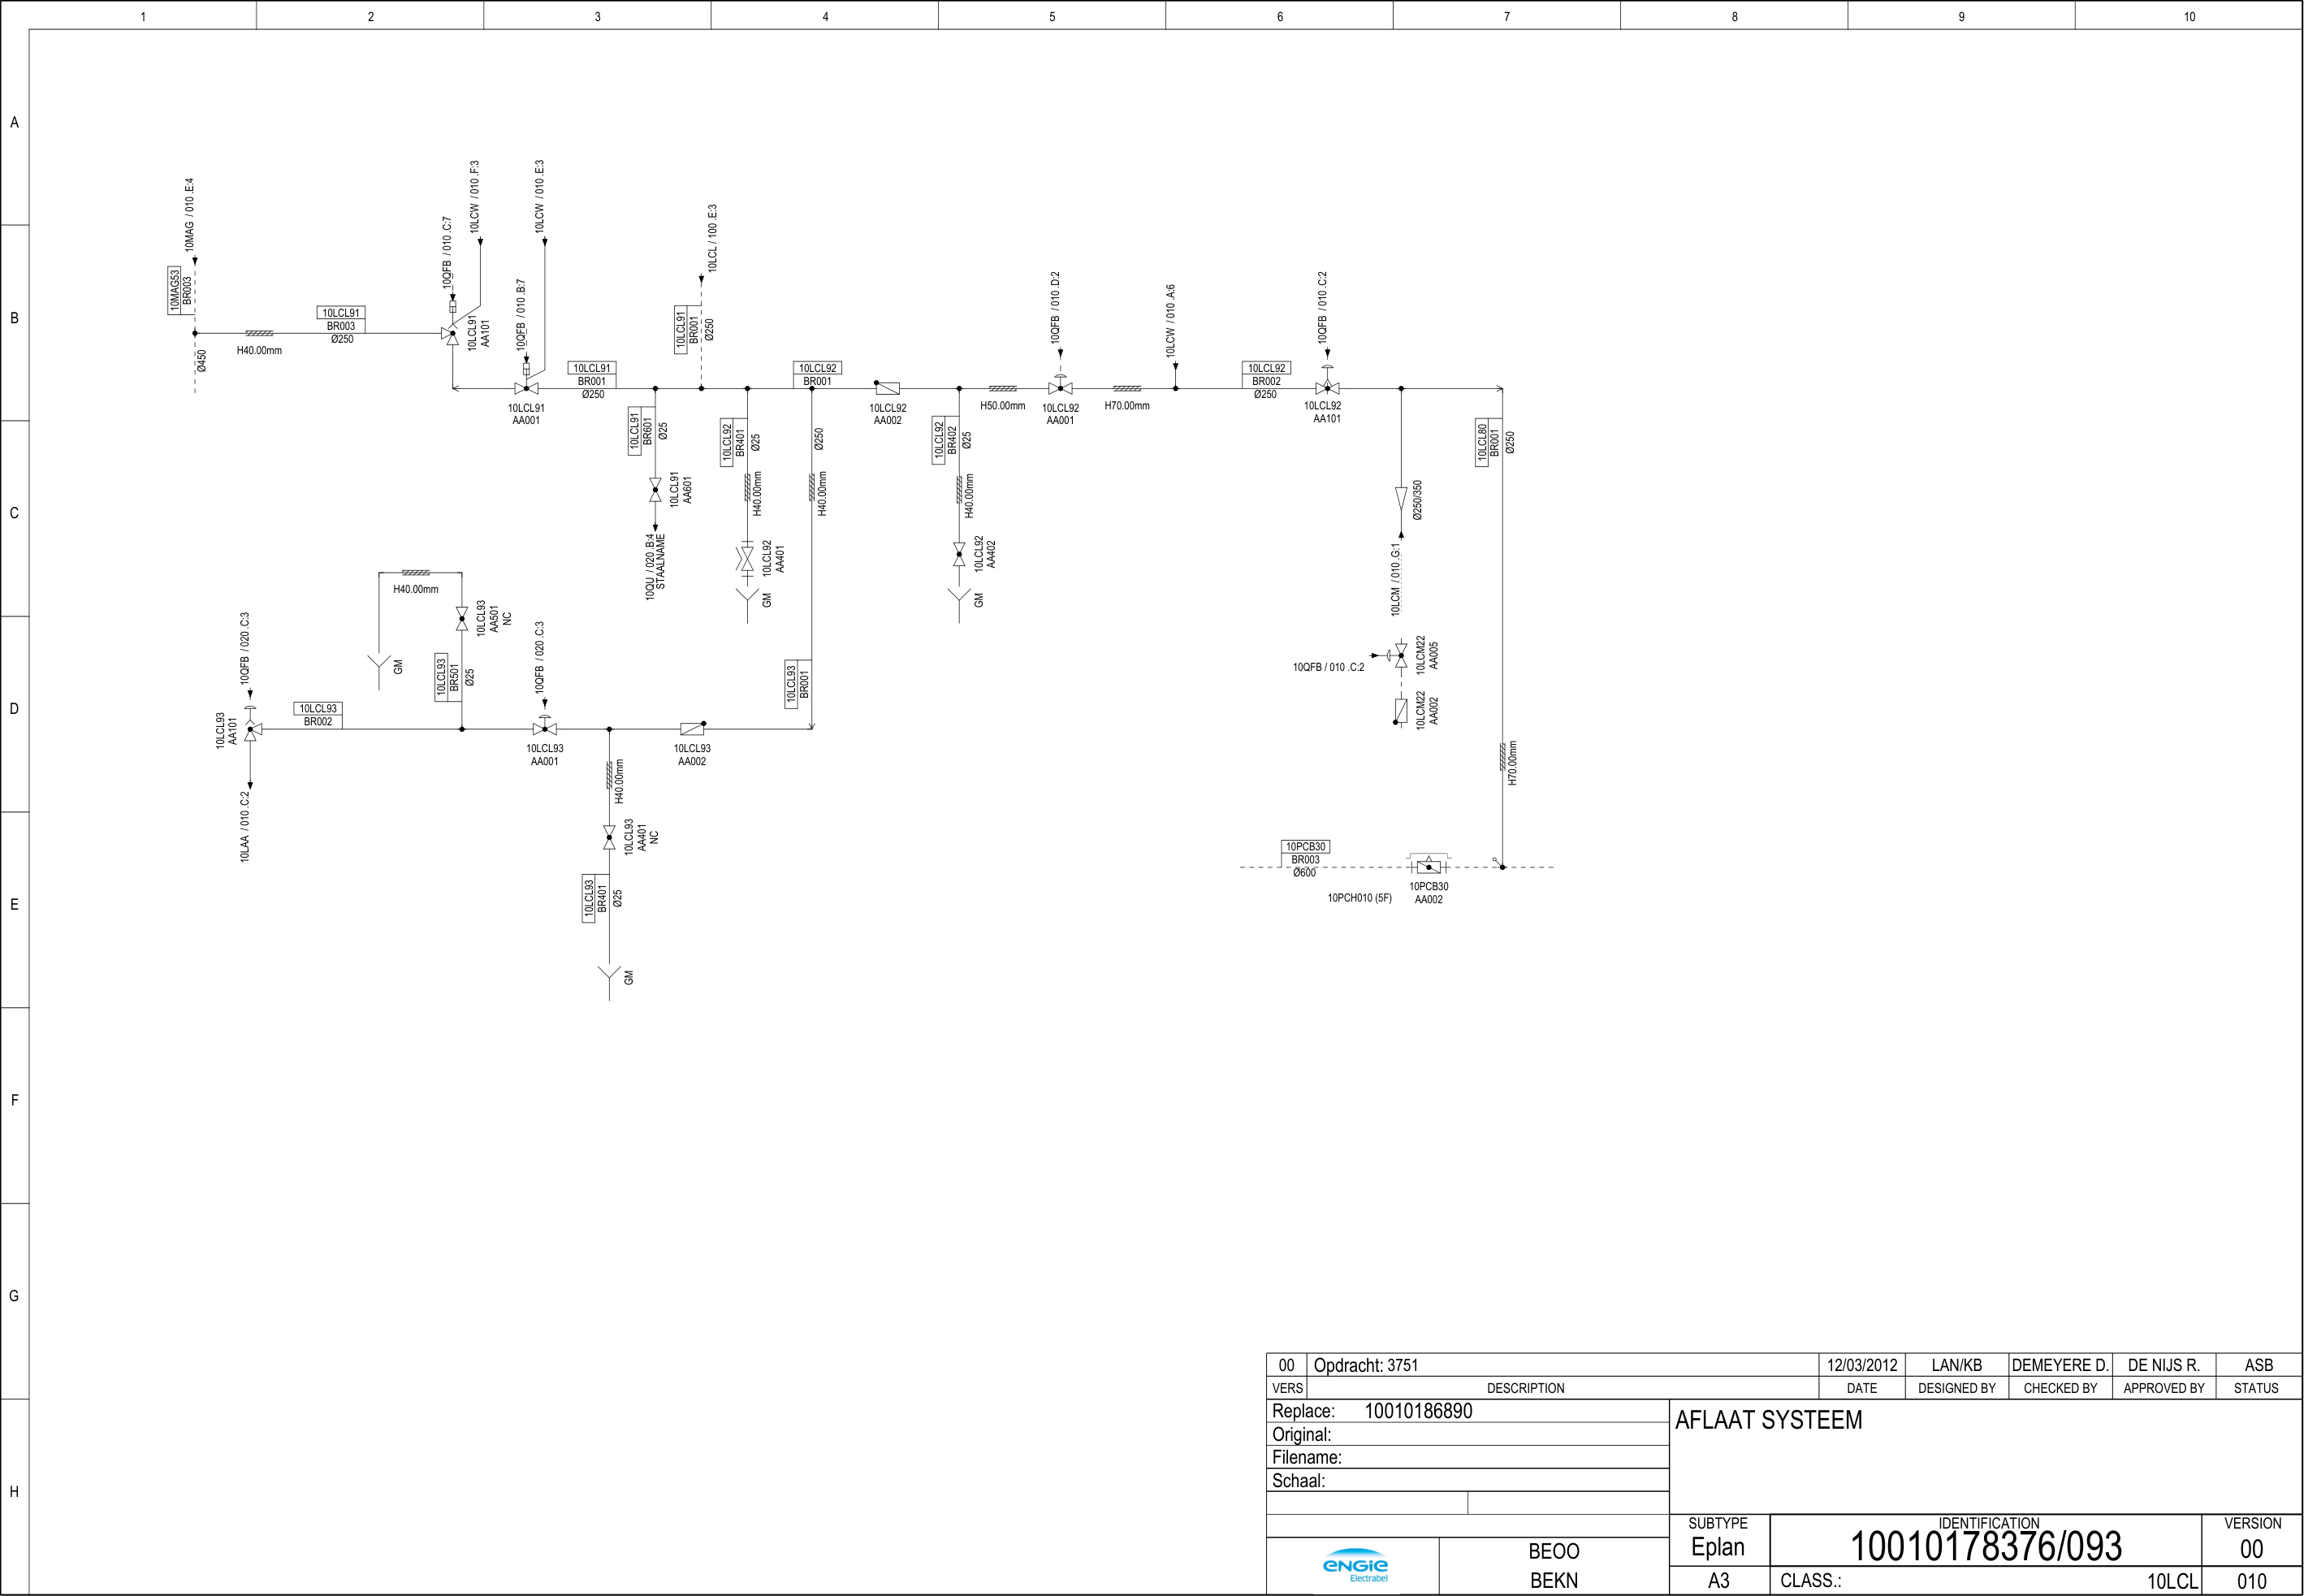 1 2 3 4 5 6 7 8 9 10
A
B
C
D
E
F
G
H
10MAG / 010 .E:4
10MAG53
BR003
Ø450
H40.00mm
10LCL91
BR003
Ø250
10QFB / 010 .C:7
10LCW / 010 .F:3
10LCL91
AA101
10QFB / 010 .B:7
10LCW / 010 .E:3
10LCL91
AA001
10LCL91
BR001
Ø250
10LCL / 100 .E:3
10LCL91
BR001
Ø250
10LCL91
BR601
Ø25
10LCL91
AA601
10QU / 020 .B:4
STAALNAME
10LCL92
BR401
Ø25
H40.00mm
10LCL92
AA401
GM
10LCL92
BR001
Ø250
H40.00mm
10LCL93
BR001
10LCL92
AA002
10LCL92
BR402
Ø25
H40.00mm
10LCL92
AA402
GM
H50.00mm
10QFB / 010 .D:2
10LCL92
AA001
H70.00mm
10LCW / 010 .A:6
10LCL92
BR002
Ø250
10QFB / 010 .C:2
10LCL92
AA101
Ø250/350
10LCM / 010 .G:1
10QFB / 010 .C:2
10LCM22
AA005
10LCM22
AA002
10LCL80
BR001
Ø250
H70.00mm
10PCB30
BR003
Ø600
10PCH010 (5F)
10PCB30
AA002
H40.00mm
GM
10LCL93
AA501
NC
10LCL93
BR501
Ø25
10QFB / 020 .C:3
10LCL93
AA101
10LAA / 010 .C:2
10LCL93
BR002
10QFB / 020 .C:3
10LCL93
AA001
10LCL93
AA002
H40.00mm
10LCL93
AA401
NC
10LCL93
BR401
Ø25
GM
00 Opdracht: 3751 12/03/2012 LAN/KB DEMEYERE D. DE NIJS R. ASB
VERS DESCRIPTION DATE DESIGNED BY CHECKED BY APPROVED BY STATUS
Replace: 10010186890
Original:
Filename:
Schaal:
AFLAAT SYSTEEM
SUBTYPE IDENTIFICATION VERSION
Eplan 10010178376/093 00
A3 CLASS.: 10LCL 010
ENGIE
Electrabel
BEOO
BEKN